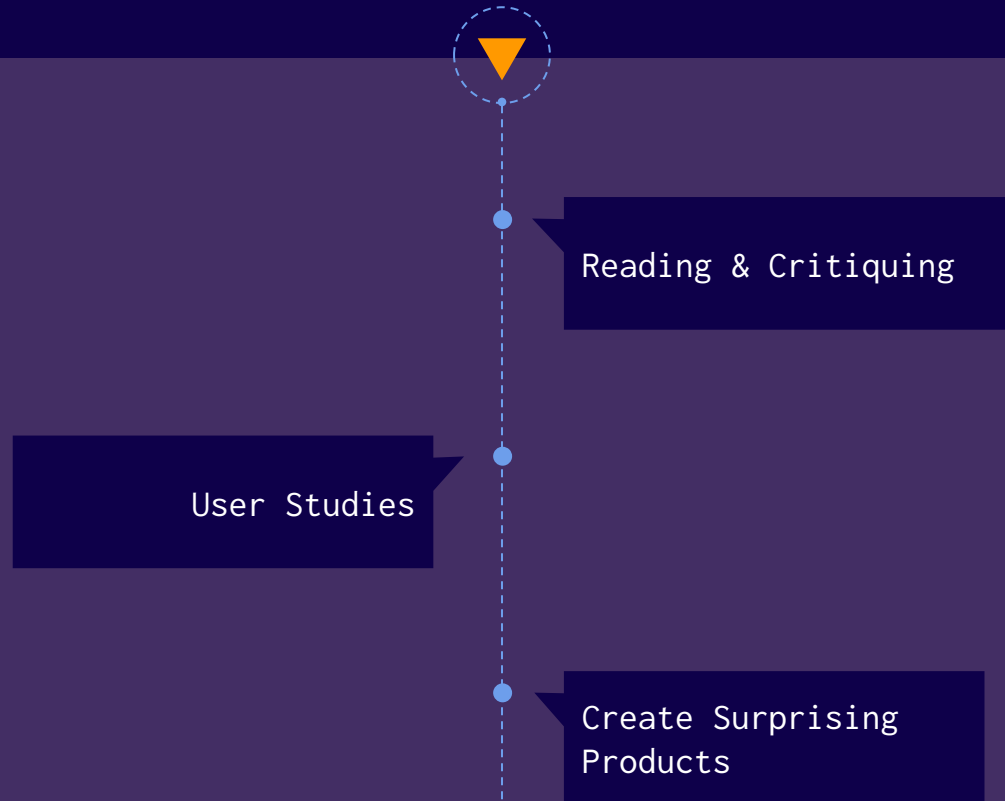 Reading & Critiquing
User Studies
Create Surprising
Products